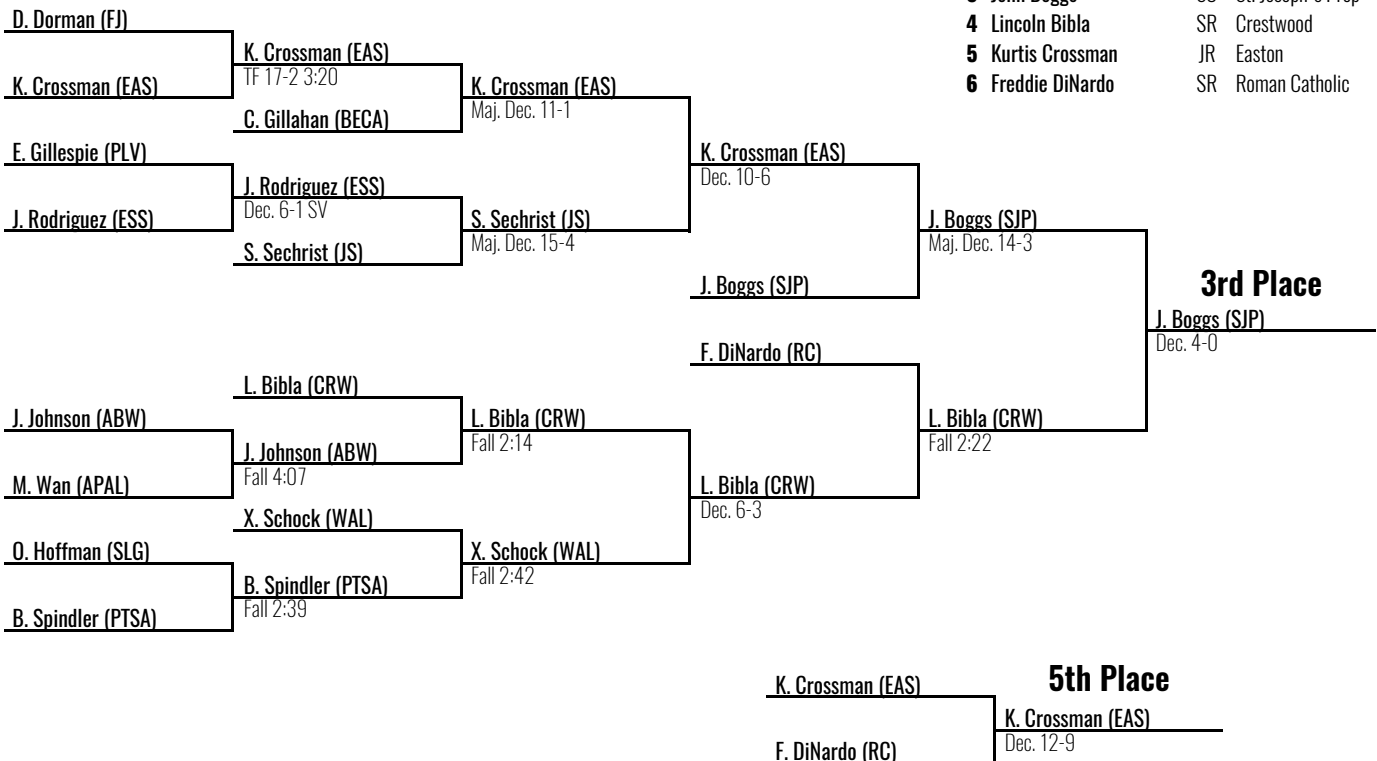 D. Dorman (FJ)
K. Crossman (EAS)
TF 17-2 3:20
K. Crossman (EAS)
K. Crossman (EAS)
Maj. Dec. 11-1
C. Gillahan (BECA)
E. Gillespie (PLV)
K. Crossman (EAS)
Dec. 10-6
J. Rodriguez (ESS)
Dec. 6-1 SV
J. Rodriguez (ESS)
S. Sechrist (JS)
Maj. Dec. 15-4
J. Boggs (SJP)
Maj. Dec. 14-3
S. Sechrist (JS)
J. Boggs (SJP)
3rd Place
J. Boggs (SJP)
Dec. 4-0
F. DiNardo (RC)
L. Bibla (CRW)
J. Johnson (ABW)
L. Bibla (CRW)
Fall 2:14
L. Bibla (CRW)
Fall 2:22
J. Johnson (ABW)
Fall 4:07
M. Wan (APAL)
L. Bibla (CRW)
Dec. 6-3
X. Schock (WAL)
O. Hoffman (SLG)
X. Schock (WAL)
Fall 2:42
B. Spindler (PTSA)
Fall 2:39
B. Spindler (PTSA)
4 Lincoln Bibla SR Crestwood
5 Kurtis Crossman JR Easton
6 Freddie DiNardo SR Roman Catholic
5th Place
K. Crossman (EAS)
K. Crossman (EAS)
Dec. 12-9
F. DiNardo (RC)